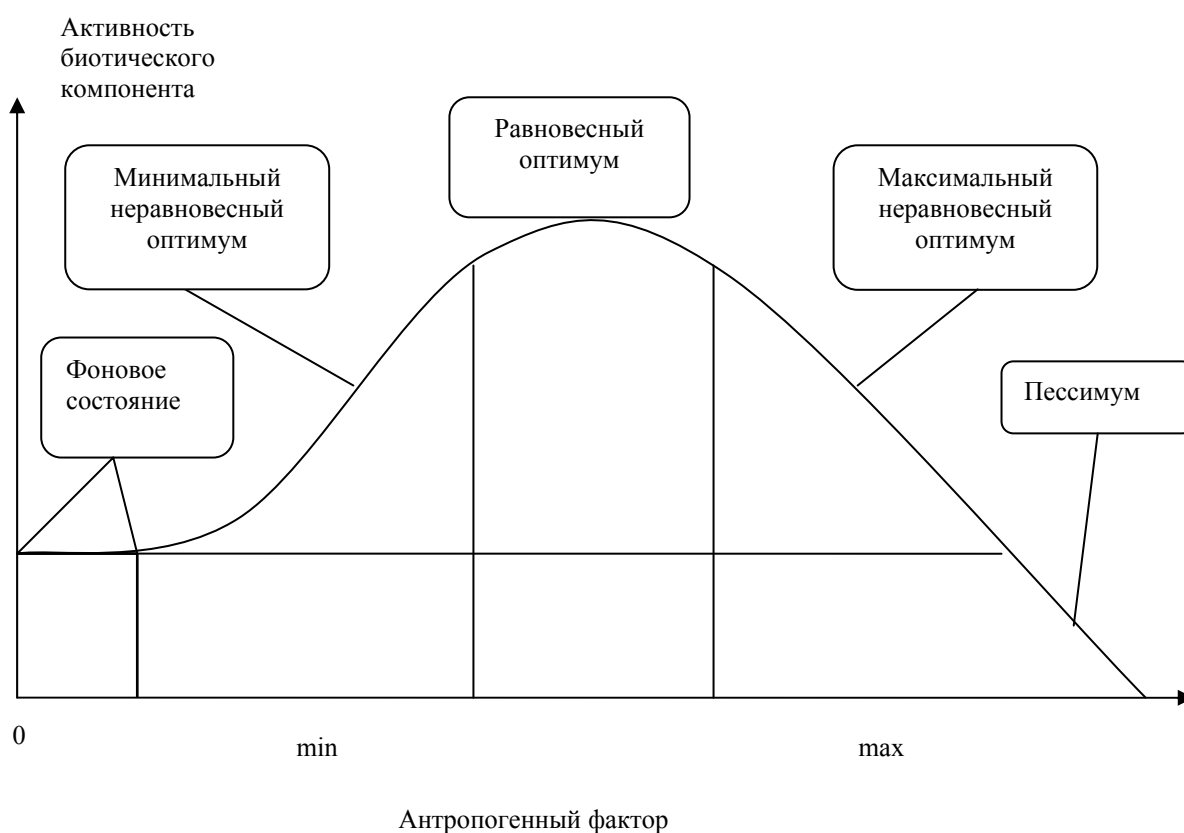 Активность
биотического
компонента
Равновесный
оптимум
Минимальный
неравновесный
оптимум
Максимальный
неравновесный
оптимум
Фоновое
состояние
Пессимум
0
min
max
Антропогенный фактор